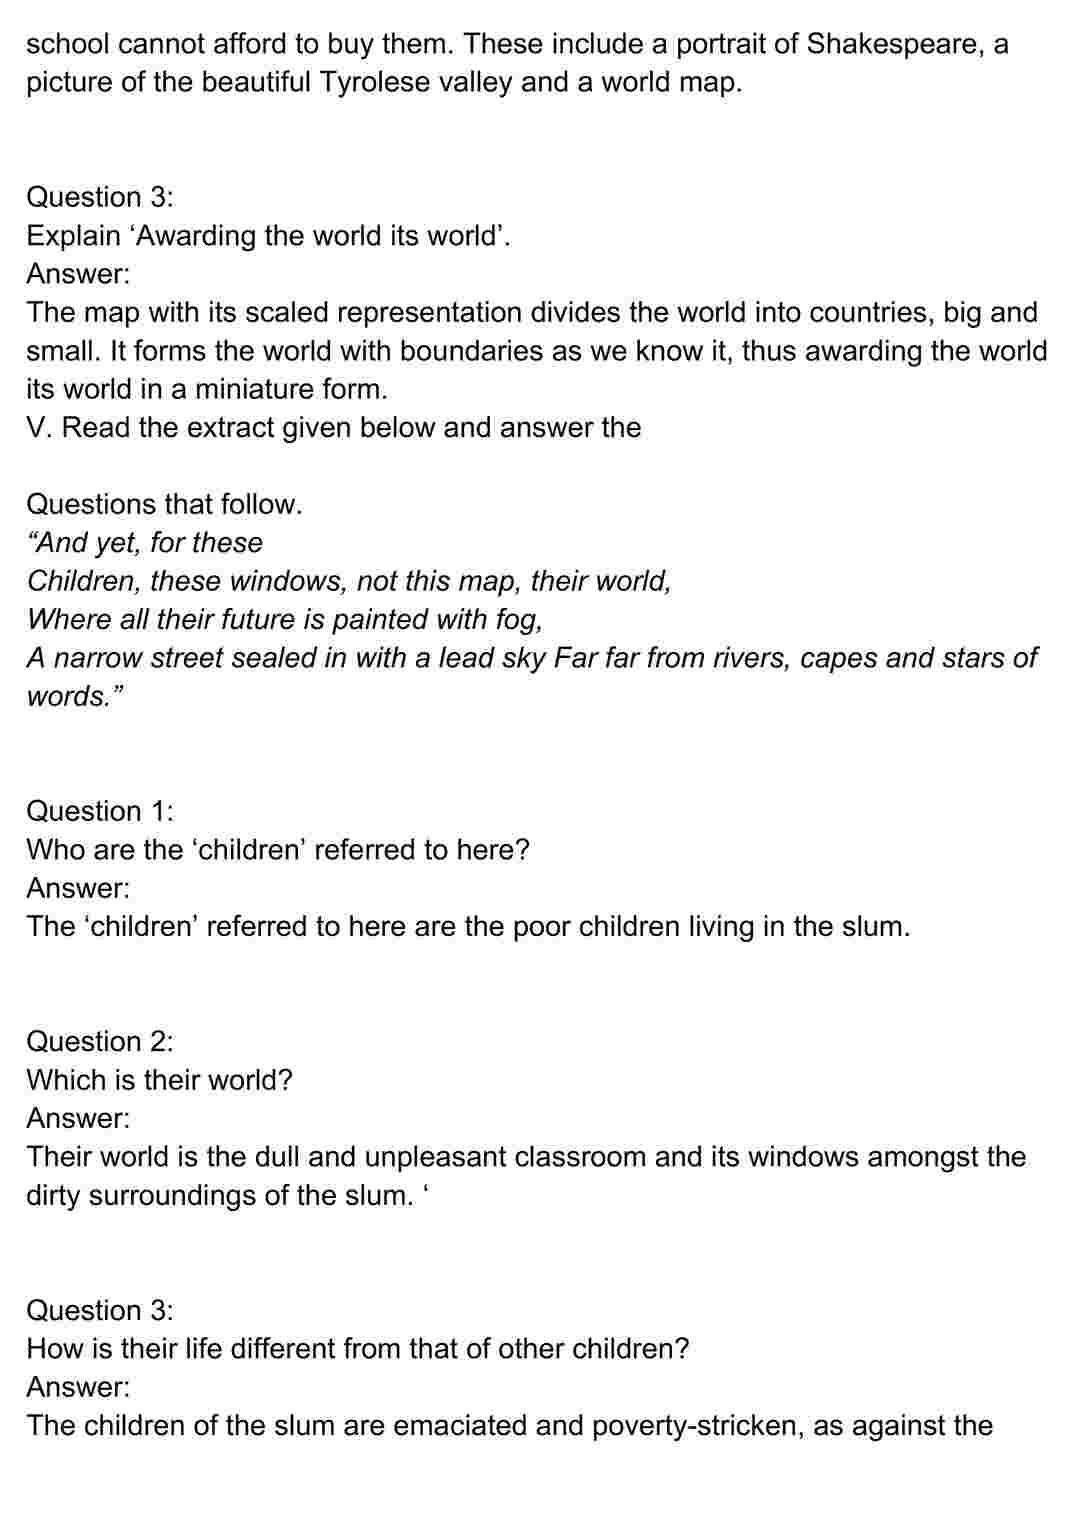 school cannot afford to buy them. These include a portrait of Shakespeare, a
picture of the beautiful Tyrolese valley and a world map.
Question 3:
Explain ‘Awarding the world its world’.
Answer:
The map with its scaled representation divides the world into countries, big and
small. It forms the world with boundaries as we know it, thus awarding the world
its world in a miniature form.
V. Read the extract given below and answer the
Questions that follow.
“And yet, for these
Children, these windows, not this map, their world,
Where all their future is painted with fog,
A narrow street sealed in with a lead sky Far far from rivers, capes and stars of
words.”
Question 1:
Who are the ‘children’ referred to here?
Answer:
The ‘children’ referred to here are the poor children living in the slum.
Question 2:
Which is their world?
Answer:
Their world is the dull and unpleasant classroom and its windows amongst the
dirty surroundings of the slum. ‘
Question 3:
How is their life different from that of other children?
Answer:
The children of the slum are emaciated and poverty-stricken, as against the